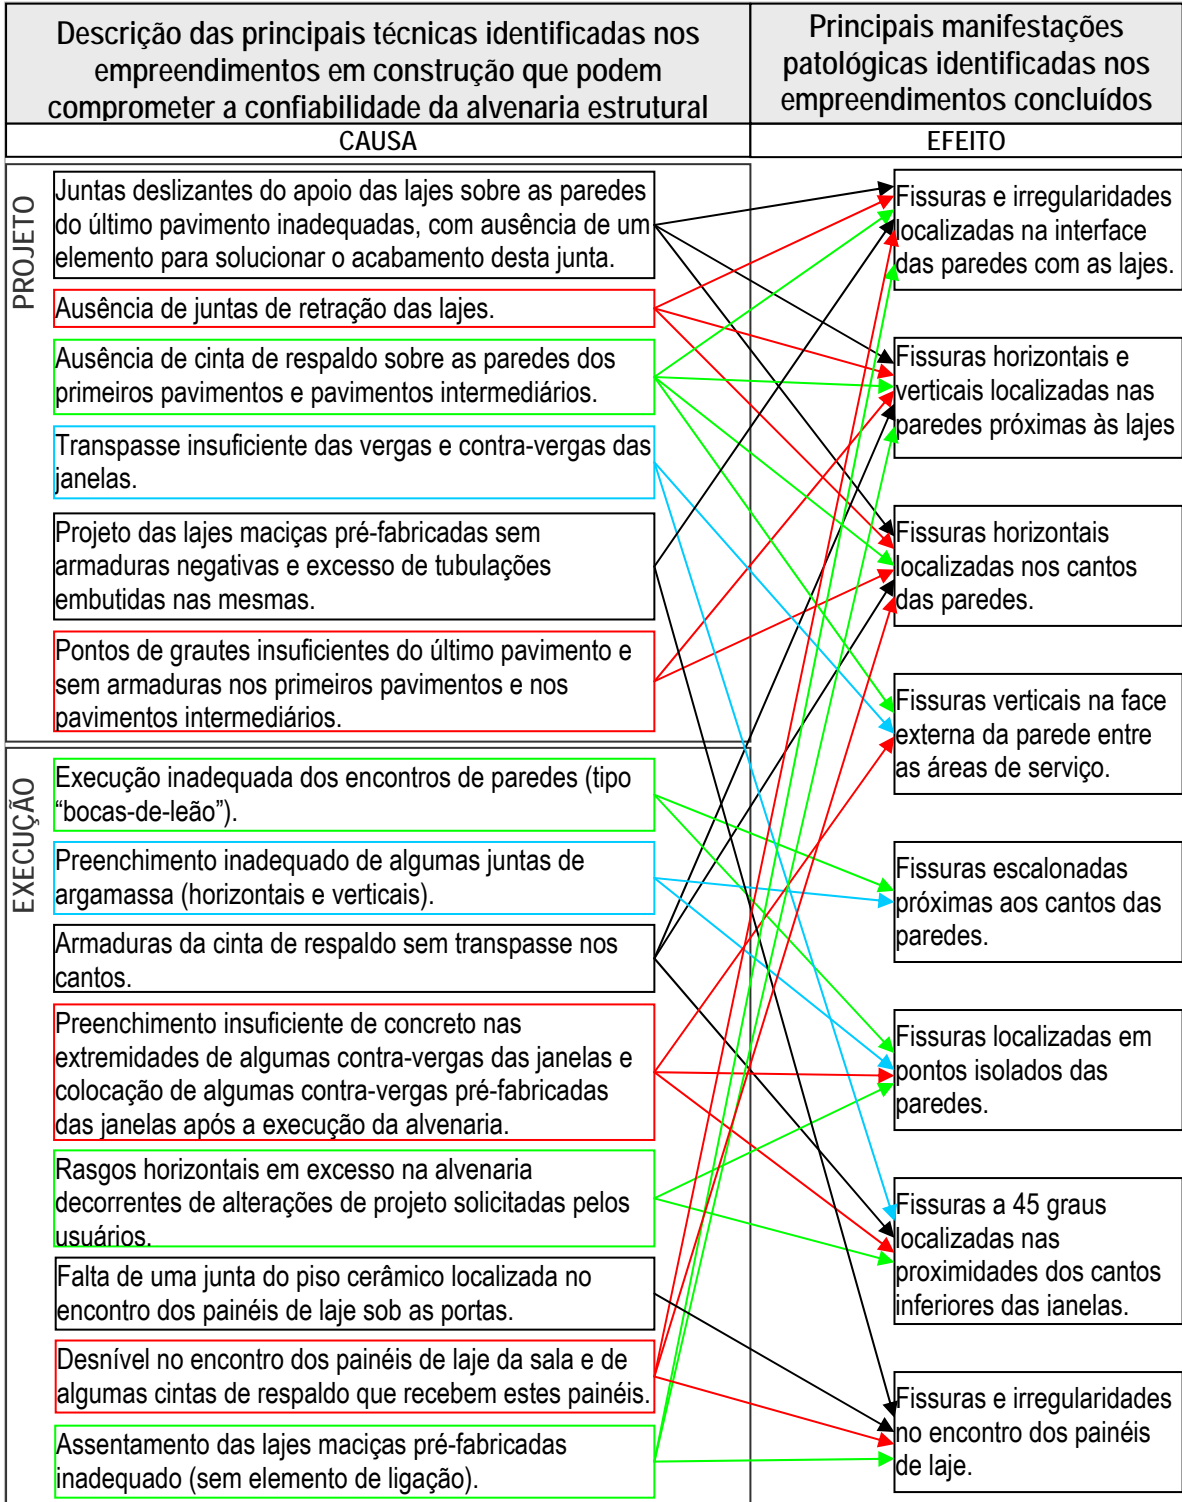 Descrição das principais técnicas identificadas nos
empreendimentos em construção que podem
comprometer a confiabilidade da alvenaria estrutural
Principais manifestações
patológicas identificadas nos
empreendimentos concluídos
CAUSA
EFEITO
PROJETO
Juntas deslizantes do apoio das lajes sobre as paredes
do último pavimento inadequadas, com ausência de um
elemento para solucionar o acabamento desta junta.
Ausência de juntas de retração das lajes.
Ausência de cinta de respaldo sobre as paredes dos
primeiros pavimentos e pavimentos intermediários.
Transpasse insuficiente das vergas e contra-vergas das
janelas.
Projeto das lajes maciças pré-fabricadas sem
armaduras negativas e excesso de tubulações
embutidas nas mesmas.
Pontos de grautes insuficientes do último pavimento e
sem armaduras nos primeiros pavimentos e nos
pavimentos intermediários.
EXECUÇÃO
Execução inadequada dos encontros de paredes (tipo
“bocas-de-leão”).
Preenchimento inadequado de algumas juntas de
argamassa (horizontais e verticais).
Armaduras da cinta de respaldo sem transpasse nos
cantos.
Preenchimento insuficiente de concreto nas
extremidades de algumas contra-vergas das janelas e
colocação de algumas contra-vergas pré-fabricadas
das janelas após a execução da alvenaria.
Rasgos horizontais em excesso na alvenaria
decorrentes de alterações de projeto solicitadas pelos
usuários.
Falta de uma junta do piso cerâmico localizada no
encontro dos painéis de laje sob as portas.
Desnível no encontro dos painéis de laje da sala e de
algumas cintas de respaldo que recebem estes painéis.
Assentamento das lajes maciças pré-fabricadas
inadequado (sem elemento de ligação).
Fissuras e irregularidades
localizadas na interface
das paredes com as lajes.
Fissuras horizontais e
verticais localizadas nas
paredes próximas às lajes
Fissuras horizontais
localizadas nos cantos
das paredes.
Fissuras verticais na face
externa da parede entre
as áreas de serviço.
Fissuras escalonadas
próximas aos cantos das
paredes.
Fissuras localizadas em
pontos isolados das
paredes.
Fissuras a 45 graus
localizadas nas
proximidades dos cantos
inferiores das janelas.
Fissuras e irregularidades
no encontro dos painéis
de laje.